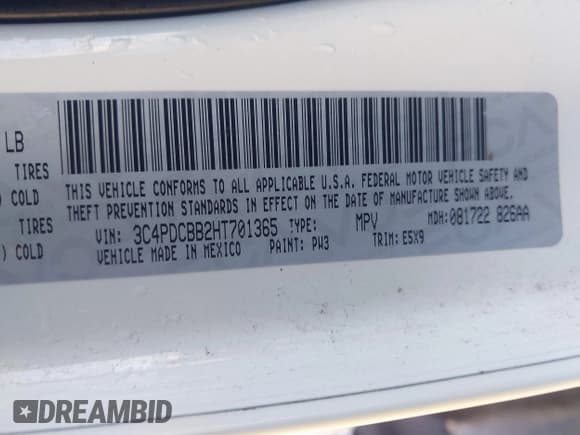 LB
TIRES
) COLD
TIRES
) COLD
THIS VEHICLE CONFORMS TO ALL APPLICABLE U.S.A. FEDERAL MOTOR VEHICLE SAFETY AND
THEFT PREVENTION STANDARDS IN EFFECT ON THE DATE OF MANUFACTURE SHOWN ABOVE.
VIN: 3C4PDCBB2HT701365 TYPE: MPV MDH: 081722 826AA
VEHICLE MADE IN MEXICO PAINT: PW3 TRIM: E5X9
DREAMBID